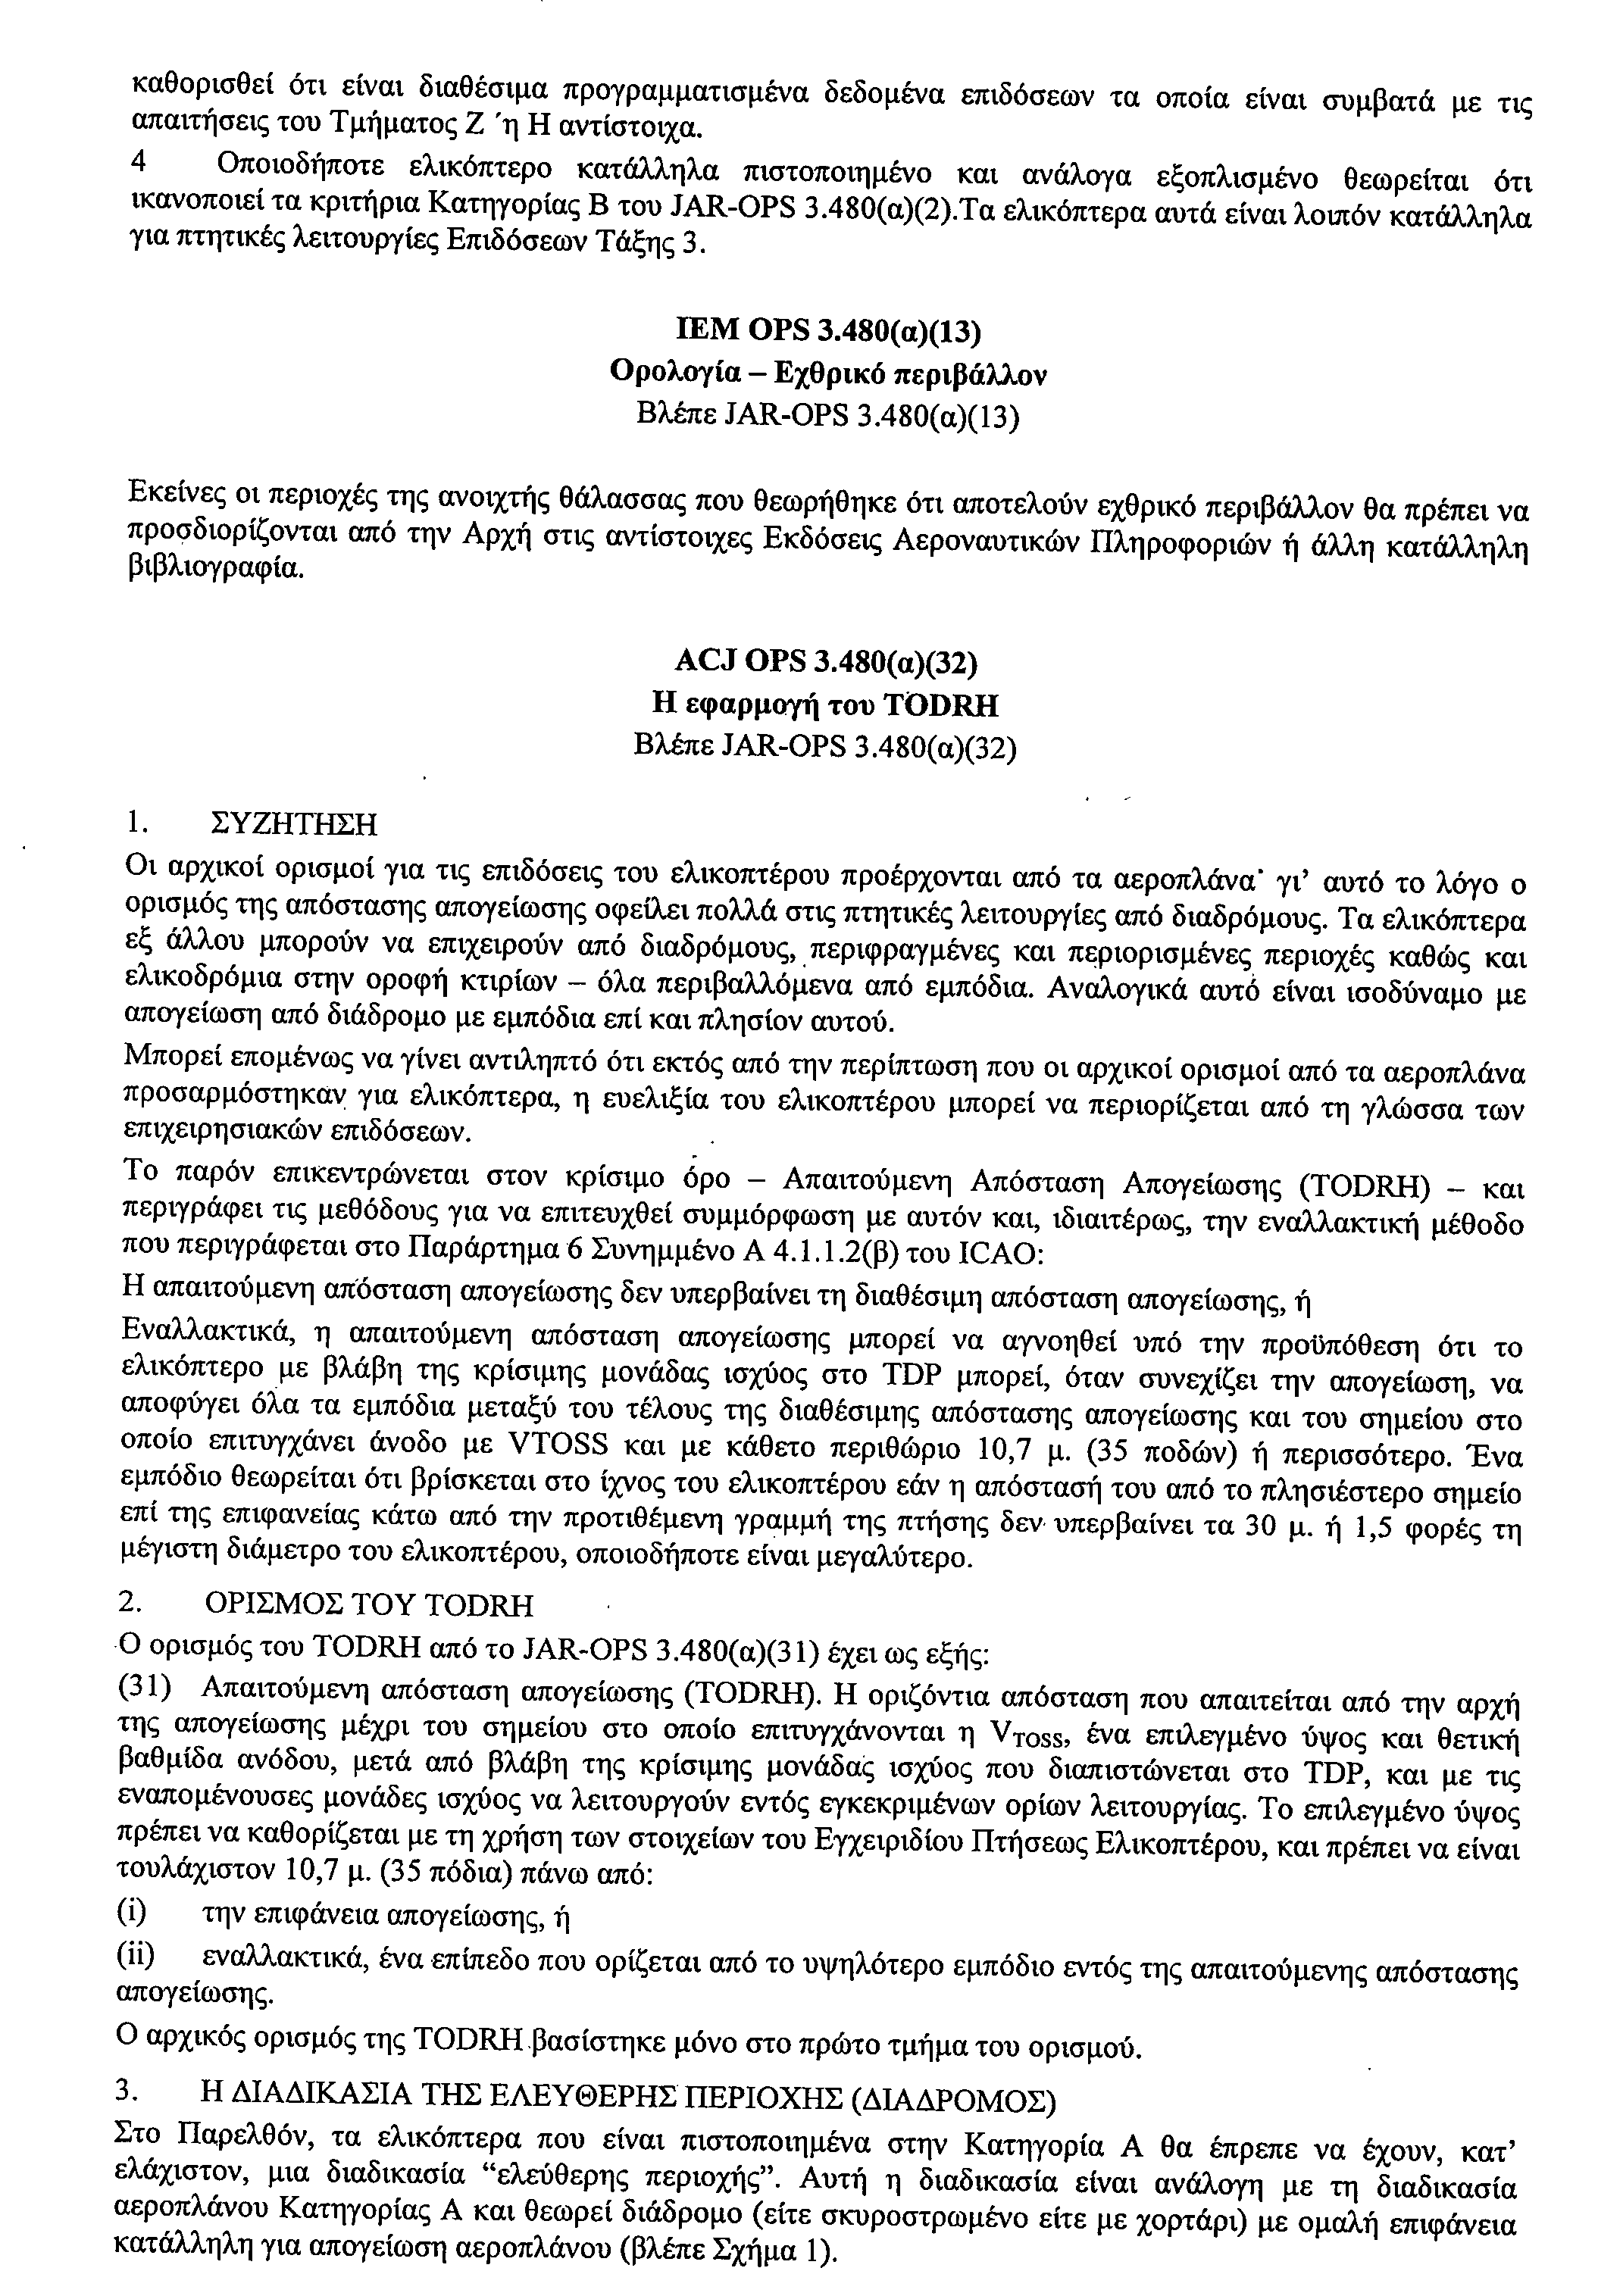 καθορισθεί ότι είναι διαθέσιμα προγραμματισμένα δεδομένα επιδόσεων τα οποία είναι συμβατά με τις
απαιτήσεις του Τμήματος Ζ ΄η Η αντίστοιχα.
4 Οποιοδήποτε ελικόπτερο κατάλληλα πιστοποιημένο και ανάλογα εξοπλισμένο θεωρείται ότι
ικανοποιεί τα κριτήρια Κατηγορίας Β του JAR-OPS 3.480(α)(2).Τα ελικόπτερα αυτά είναι λοιπόν κατάλληλα
για πτητικές λειτουργίες Επιδόσεων Τάξης 3.
IEM OPS 3.480(α)(13)
Ορολογία – Εχθρικό περιβάλλον
Βλέπε JAR-OPS 3.480(α)(13)
Εκείνες οι περιοχές της ανοιχτής θάλασσας που θεωρήθηκε ότι αποτελούν εχθρικό περιβάλλον θα πρέπει να
προσδιορίζονται από την Αρχή στις αντίστοιχες Εκδόσεις Αεροναυτικών Πληροφοριών ή άλλη κατάλληλη
βιβλιογραφία.
ACJ OPS 3.480(α)(32)
Η εφαρμογή του TODRH
Βλέπε JAR-OPS 3.480(α)(32)
1. ΣΥΖΗΤΗΣΗ
Οι αρχικοί ορισμοί για τις επιδόσεις του ελικοπτέρου προέρχονται από τα αεροπλάνα˙ γι’ αυτό το λόγο ο
ορισμός της απόστασης απογείωσης οφείλει πολλά στις πτητικές λειτουργίες από διαδρόμους. Τα ελικόπτερα
εξ άλλου μπορούν να επιχειρούν από διαδρόμους, περιφραγμένες και περιορισμένες περιοχές καθώς και
ελικοδρόμια στην οροφή κτιρίων – όλα περιβαλλόμενα από εμπόδια. Αναλογικά αυτό είναι ισοδύναμο με
απογείωση από διάδρομο με εμπόδια επί και πλησίον αυτού.
Μπορεί επομένως να γίνει αντιληπτό ότι εκτός από την περίπτωση που οι αρχικοί ορισμοί από τα αεροπλάνα
προσαρμόστηκαν για ελικόπτερα, η ευελιξία του ελικοπτέρου μπορεί να περιορίζεται από τη γλώσσα των
επιχειρησιακών επιδόσεων.
Το παρόν επικεντρώνεται στον κρίσιμο όρο – Απαιτούμενη Απόσταση Απογείωσης (TODRH) – και
περιγράφει τις μεθόδους για να επιτευχθεί συμμόρφωση με αυτόν και, ιδιαιτέρως, την εναλλακτική μέθοδο
που περιγράφεται στο Παράρτημα 6 Συνημμένο Α 4.1.1.2(β) του ICAO:
Η απαιτούμενη απόσταση απογείωσης δεν υπερβαίνει τη διαθέσιμη απόσταση απογείωσης, ή
Εναλλακτικά, η απαιτούμενη απόσταση απογείωσης μπορεί να αγνοηθεί υπό την προϋπόθεση ότι το
ελικόπτερο με βλάβη της κρίσιμης μονάδας ισχύος στο TDP μπορεί, όταν συνεχίζει την απογείωση, να
αποφύγει όλα τα εμπόδια μεταξύ του τέλους της διαθέσιμης απόστασης απογείωσης και του σημείου στο
οποίο επιτυγχάνει άνοδο με VTOSS και με κάθετο περιθώριο 10,7 μ. (35 ποδών) ή περισσότερο. Ένα
εμπόδιο θεωρείται ότι βρίσκεται στο ίχνος του ελικοπτέρου εάν η απόστασή του από το πλησιέστερο σημείο
επί της επιφανείας κάτω από την προτιθέμενη γραμμή της πτήσης δεν υπερβαίνει τα 30 μ. ή 1,5 φορές τη
μέγιστη διάμετρο του ελικοπτέρου, οποιοδήποτε είναι μεγαλύτερο.
2. ΟΡΙΣΜΟΣ ΤΟΥ TODRH
Ο ορισμός του TODRH από το JAR-OPS 3.480(α)(31) έχει ως εξής:
(31) Απαιτούμενη απόσταση απογείωσης (TODRH). Η οριζόντια απόσταση που απαιτείται από την αρχή
της απογείωσης μέχρι του σημείου στο οποίο επιτυγχάνονται η VTOSS, ένα επιλεγμένο ύψος και θετική
βαθμίδα ανόδου, μετά από βλάβη της κρίσιμης μονάδας ισχύος που διαπιστώνεται στο TDP, και με τις
εναπομένουσες μονάδες ισχύος να λειτουργούν εντός εγκεκριμένων ορίων λειτουργίας. Το επιλεγμένο ύψος
πρέπει να καθορίζεται με τη χρήση των στοιχείων του Εγχειριδίου Πτήσεως Ελικοπτέρου, και πρέπει να είναι
τουλάχιστον 10,7 μ. (35 πόδια) πάνω από:
(i) την επιφάνεια απογείωσης, ή
(ii) εναλλακτικά, ένα επίπεδο που ορίζεται από το υψηλότερο εμπόδιο εντός της απαιτούμενης απόστασης
απογείωσης.
Ο αρχικός ορισμός της TODRH βασίστηκε μόνο στο πρώτο τμήμα του ορισμού.
3. Η ΔΙΑΔΙΚΑΣΙΑ ΤΗΣ ΕΛΕΥΘΕΡΗΣ ΠΕΡΙΟΧΗΣ (ΔΙΑΔΡΟΜΟΣ)
Στο Παρελθόν, τα ελικόπτερα που είναι πιστοποιημένα στην Κατηγορία Α θα έπρεπε να έχουν, κατ’
ελάχιστον, μια διαδικασία “ελεύθερης περιοχής”. Αυτή η διαδικασία είναι ανάλογη με τη διαδικασία
αεροπλάνου Κατηγορίας Α και θεωρεί διάδρομο (είτε σκυροστρωμένο είτε με χορτάρι) με ομαλή επιφάνεια
κατάλληλη για απογείωση αεροπλάνου (βλέπε Σχήμα 1).